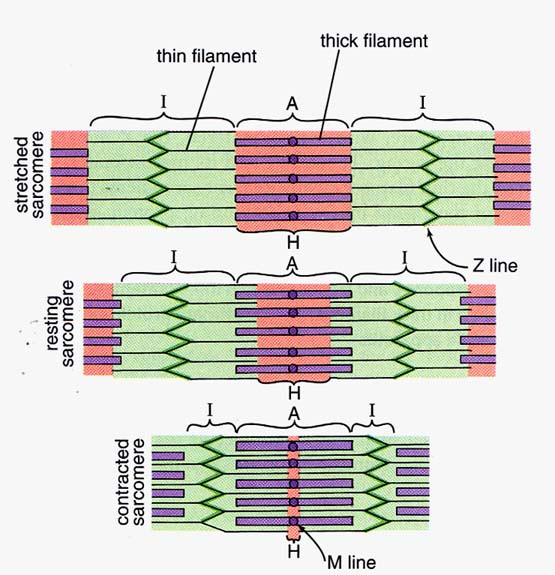 thick filament
thin filament
I
A
I
stretched
sarcomere
H
Z line
I
A
I
resting
sarcomere
H
I
A
I
contracted
sarcomere
H
M line